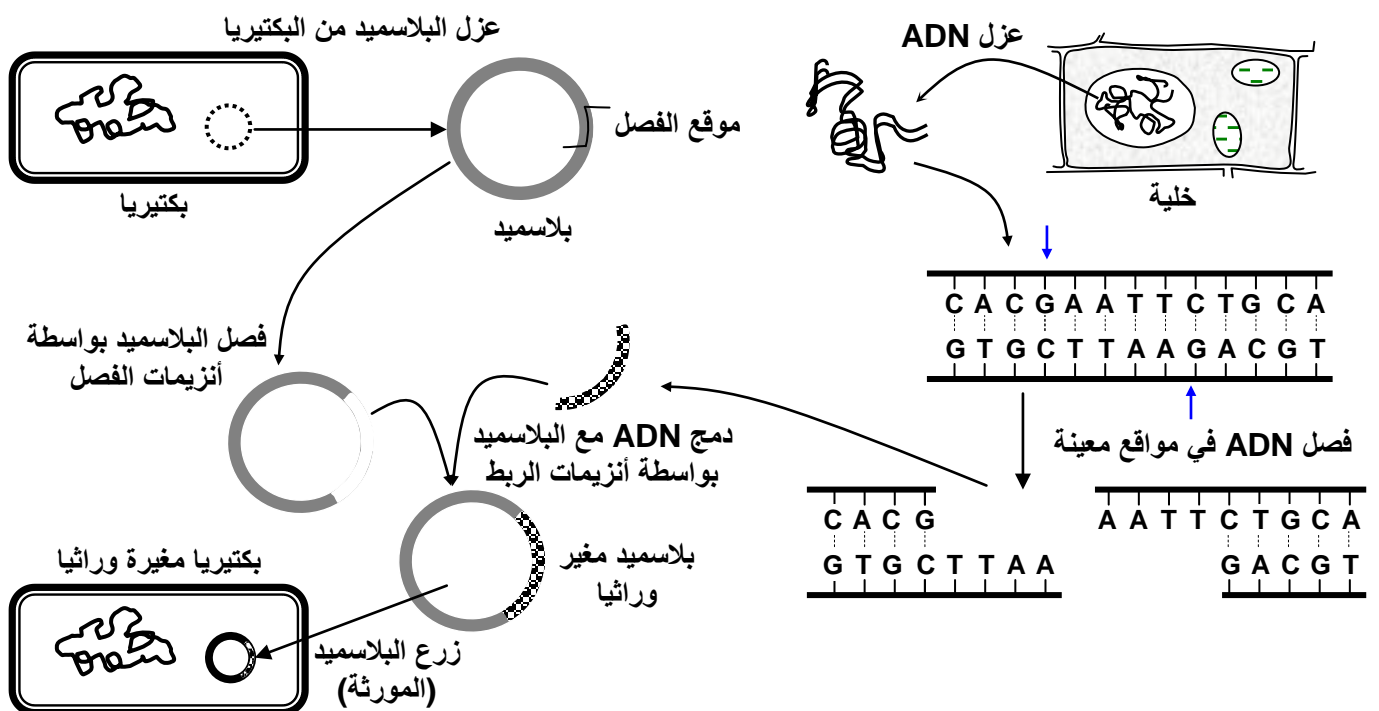 عزل البلاسميد من البكتيريا
عزل ADN
موقع الفصل
بكتيريا
بلاسميد
خلية
C A C G A A T T C T G C A
G T G C T T A A G A C G T
فصل البلاسميد بواسطة
أنزيمات الفصل
دمج ADN مع البلاسميد
بواسطة أنزيمات الربط
فصل ADN في مواقع معينة
C A C G
G T G C T T A A
A A T T C T G C A
G A C G T
بكتيريا مغيرة وراثيا
بلاسميد مغير
وراثيا
زرع البلاسميد
(المورثة)